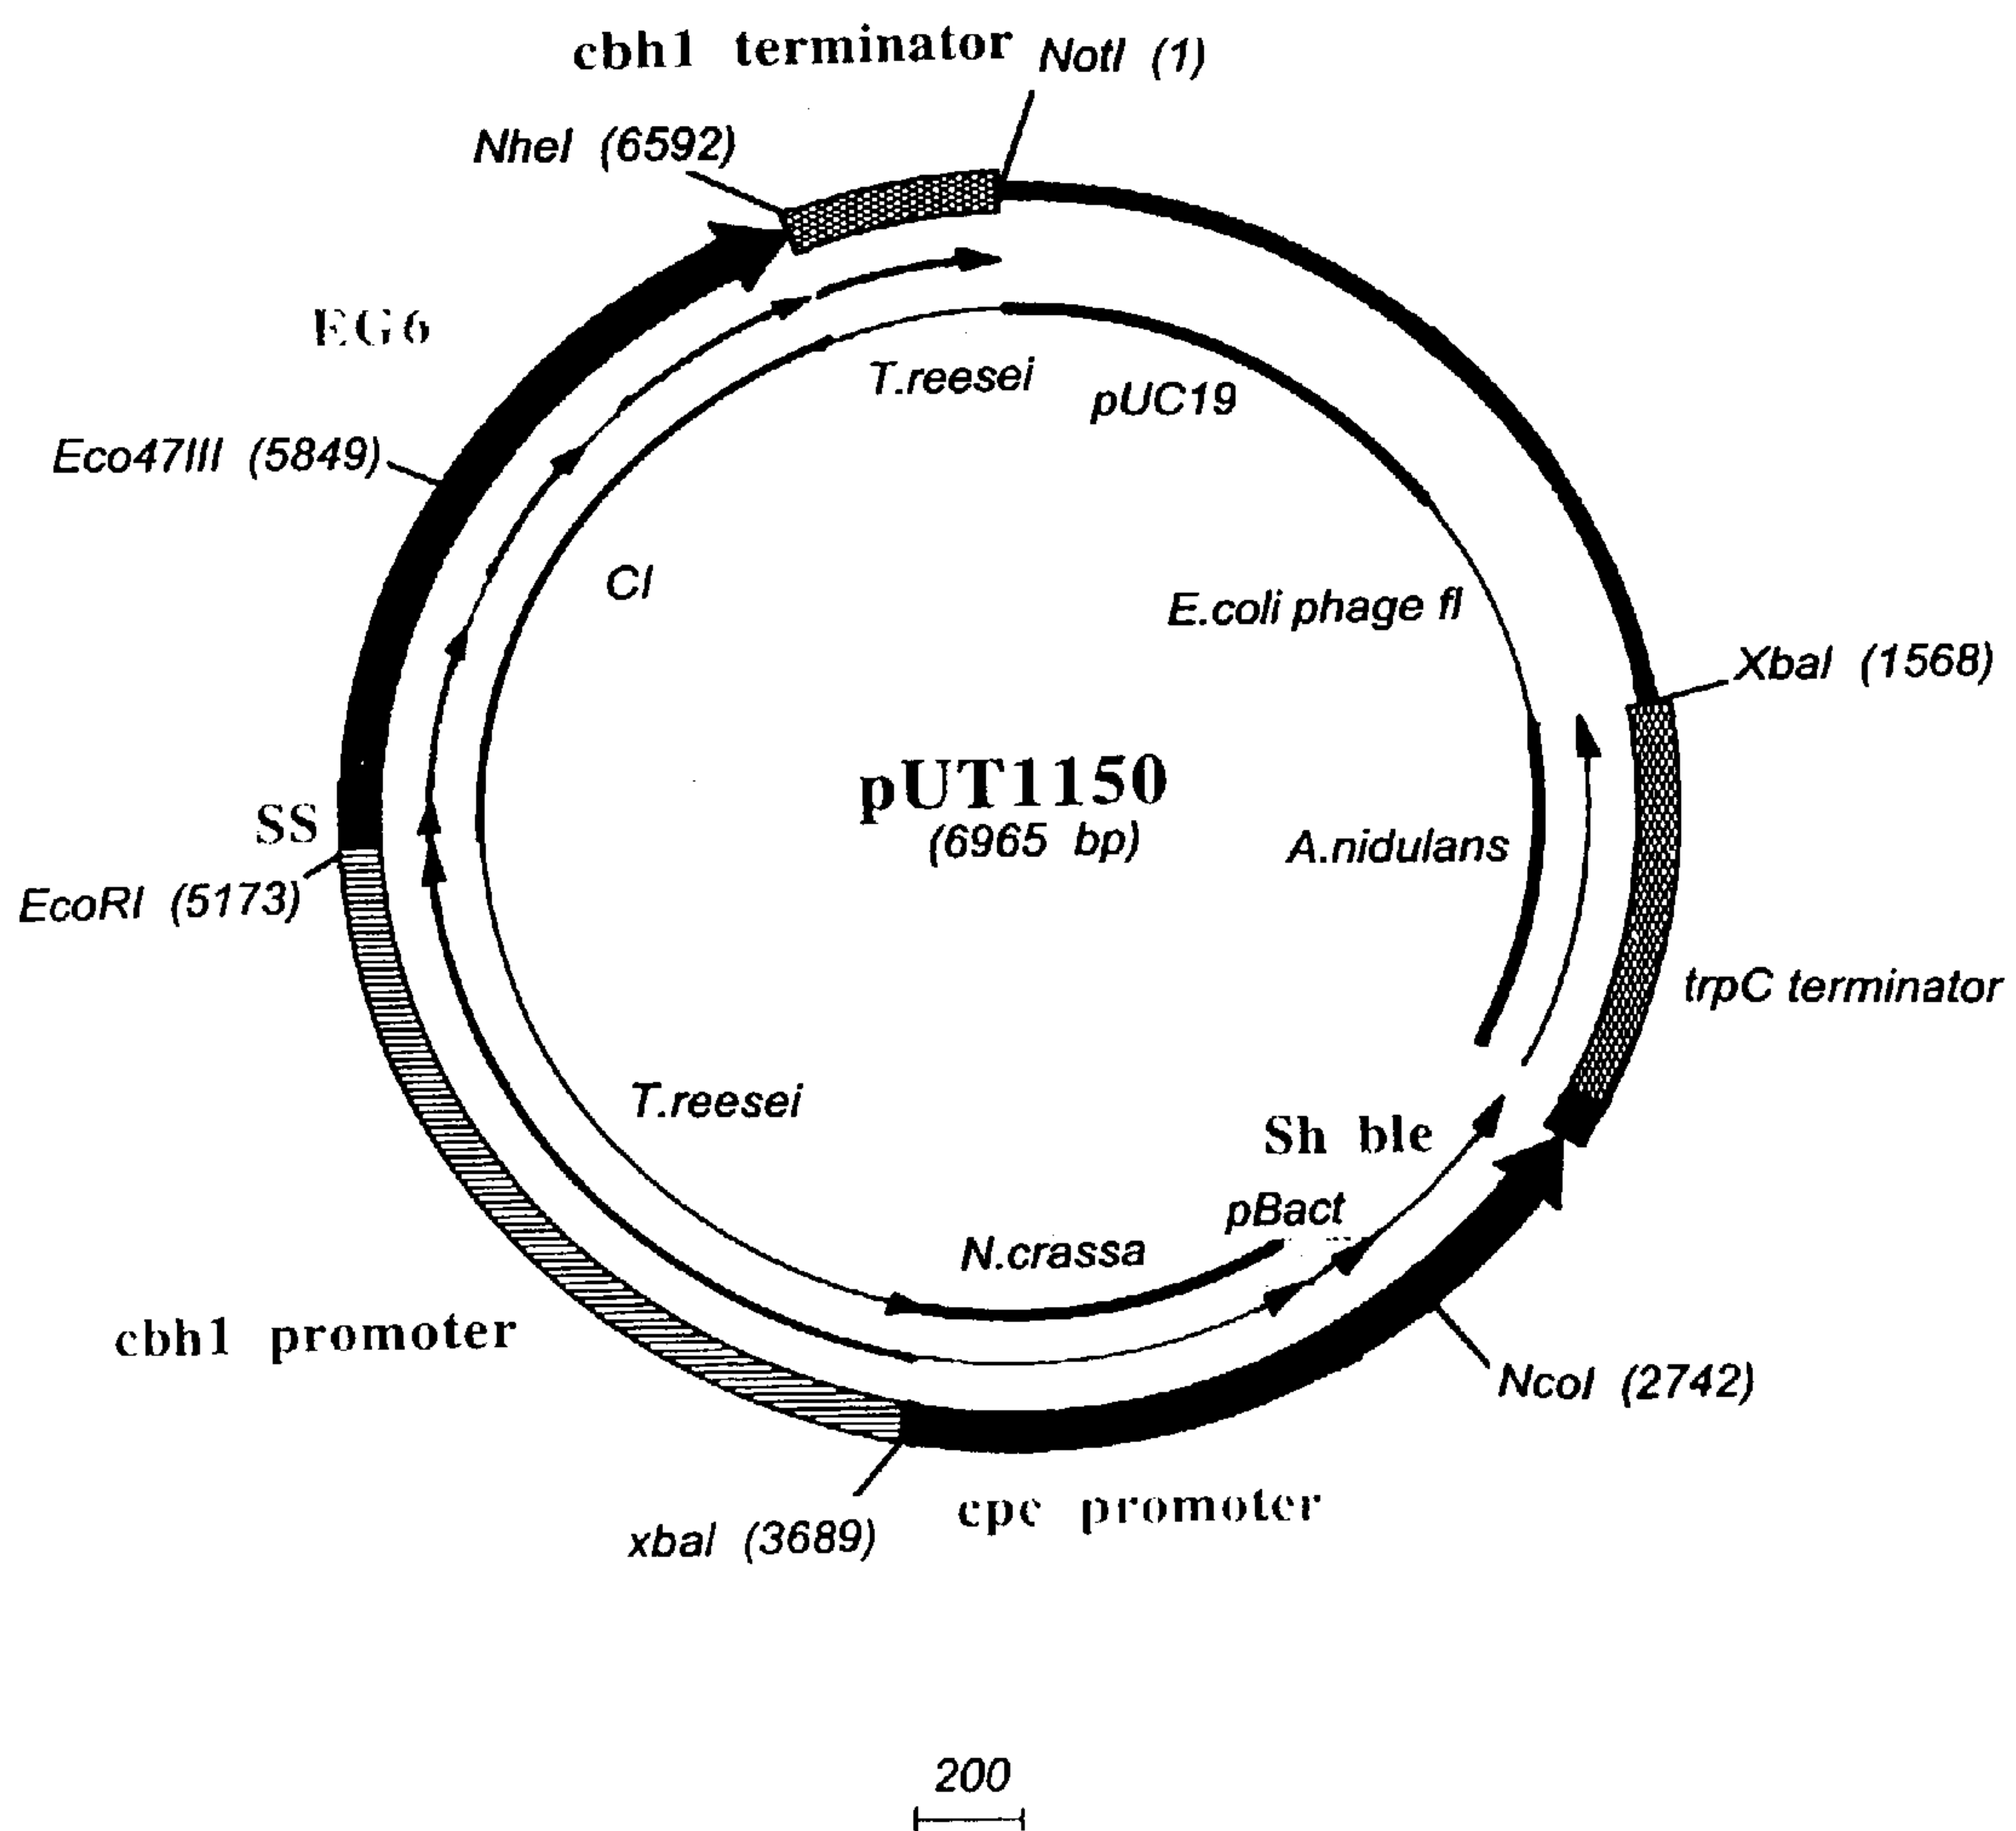 cbh1 terminator NotI (1)
NheI (6592)
EG6
T.reesei
pUC19
Eco47III (5849)
CI
E.coli phage fI
XbaI (1568)
pUT1150
(6965 bp)
SS
A.nidulans
EcoRI (5173)
trpC terminator
T.reesei
Sh ble
pBact
N.crassa
cbh1 promoter
NcoI (2742)
cpc promoter
xbaI (3689)
200